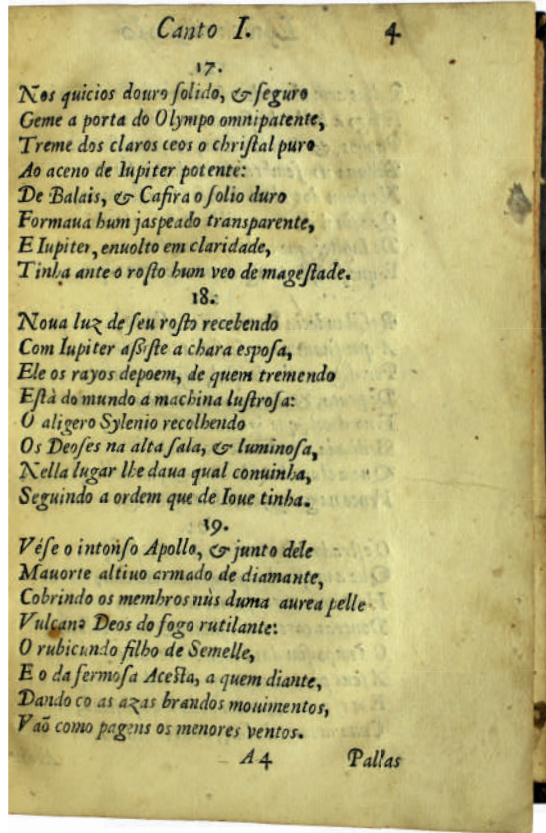 Canto I. 4
17.
Nos quicios douro ſolido, & ſeguro
Geme a porta do Olympo omnipatente,
Treme dos claros ceos o chriſtal puro
Ao aceno de Iupiter potente:
De Balais, & Cafira o ſolio duro
Formaua hum jaſpeado transparente,
E Iupiter, enuolto em claridade,
Tinha ante o roſto hum veo de mageſtade.
18.
Noua luz de ſeu roſto recebendo
Com Iupiter aßiſte a chara eſpoſa,
Ele os rayos depoem, de quem tremendo
Eſtà do mundo a machina luſtroſa:
O aligero Sylenio recolhendo
Os Deoſes na alta ſala, & luminoſa,
Nella lugar lhe daua qual conuinha,
Seguindo a ordem que de Ioue tinha.
19.
Véſe o intonſo Apollo, & junto dèle
Mauorte altiuo armado de diamante,
Cobrindo os membros nùs duma aurea pelle
Vulcano Deos do fogo rutilante:
O rubicundo filho de Semelle,
E o da fermoſa Aceſta, a quem diante,
Dando co as azas brandos mouimentos,
Vaõ como pagens os menores ventos.
A4 Pallas